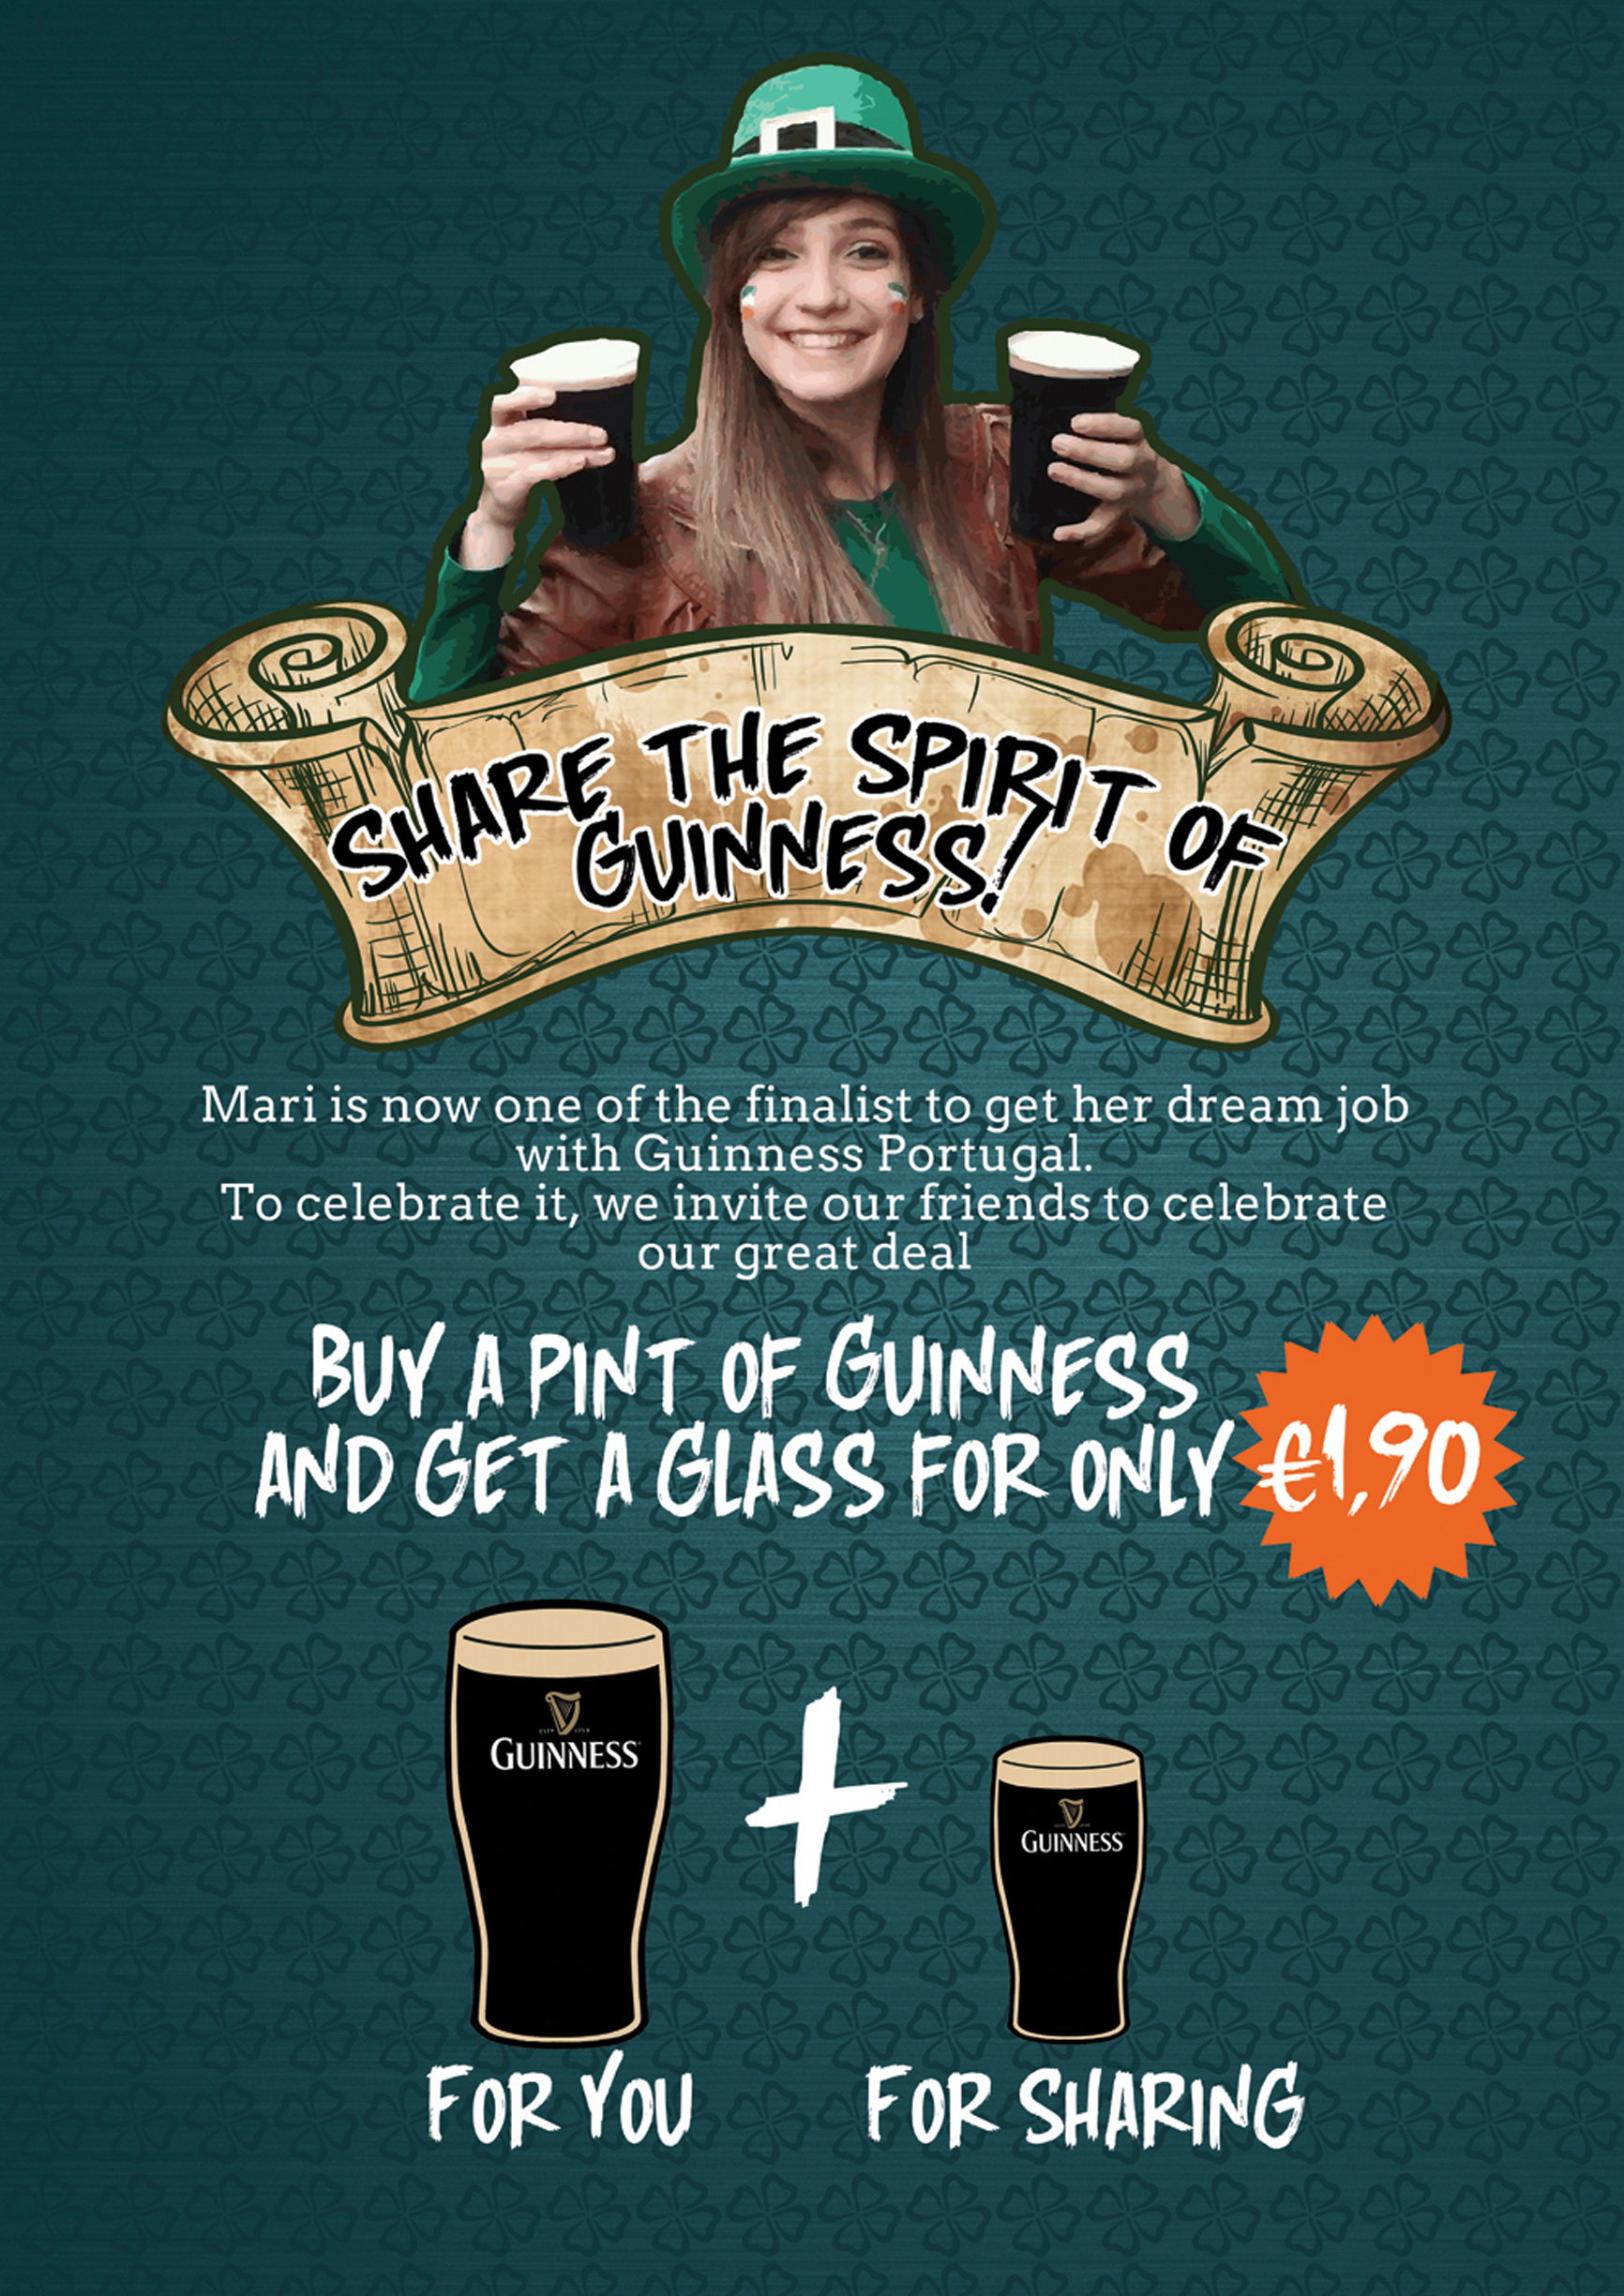 SHARE THE SPIRIT OF
GUINNESS!
Mari is now one of the finalist to get her dream job
with Guinness Portugal.
To celebrate it, we invite our friends to celebrate
our great deal
BUY A PINT OF GUINNESS
AND GET A GLASS FOR ONLY €1,90
GUINNESS
GUINNESS
FOR YOU
FOR SHARING